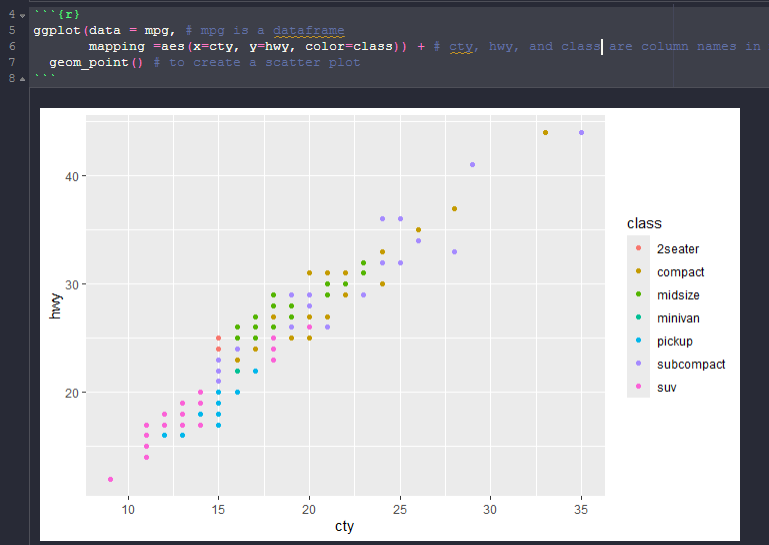 4 ```{r}
5 ggplot(data = mpg, # mpg is a dataframe
6 mapping =aes(x=cty, y=hwy, color=class)) + # cty, hwy, and class are column names in
7 geom_point() # to create a scatter plot
8 ```
40
30
20
hwy
10 15 20 25 30 35
cty
class
2seater
compact
midsize
minivan
pickup
subcompact
suv